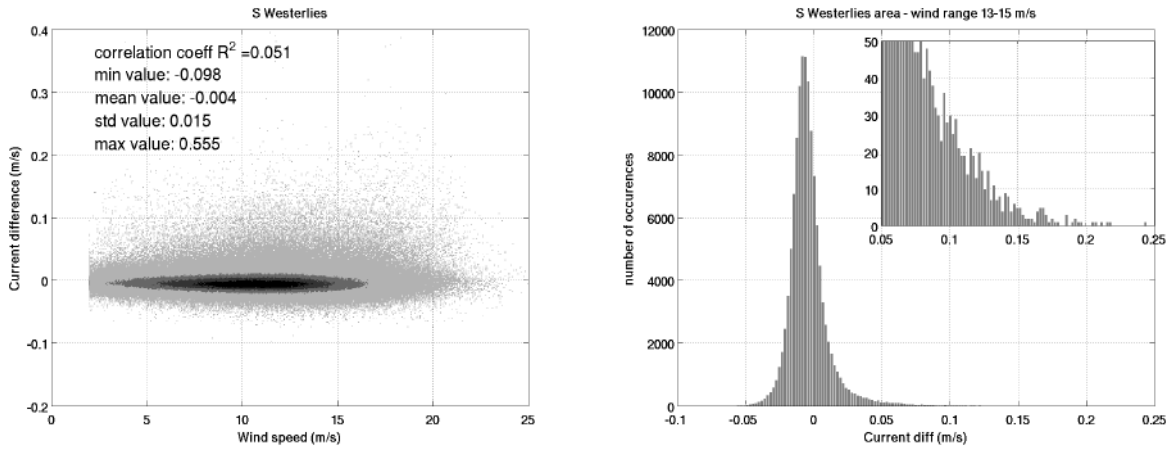 S Westerlies
correlation coeff R² =0.051
min value: -0.098
mean value: -0.004
std value: 0.015
max value: 0.555
0.4
0.3
0.2
0.1
0
-0.1
-0.2
Current difference (m/s)
0 5 10 15 20 25
Wind speed (m/s)
S Westerlies area - wind range 13-15 m/s
12000
10000
8000
6000
4000
2000
0
number of occurences
-0.1 -0.05 0 0.05 0.1 0.15 0.2 0.25
Current diff (m/s)
50
40
30
20
10
0
0.05 0.1 0.15 0.2 0.25